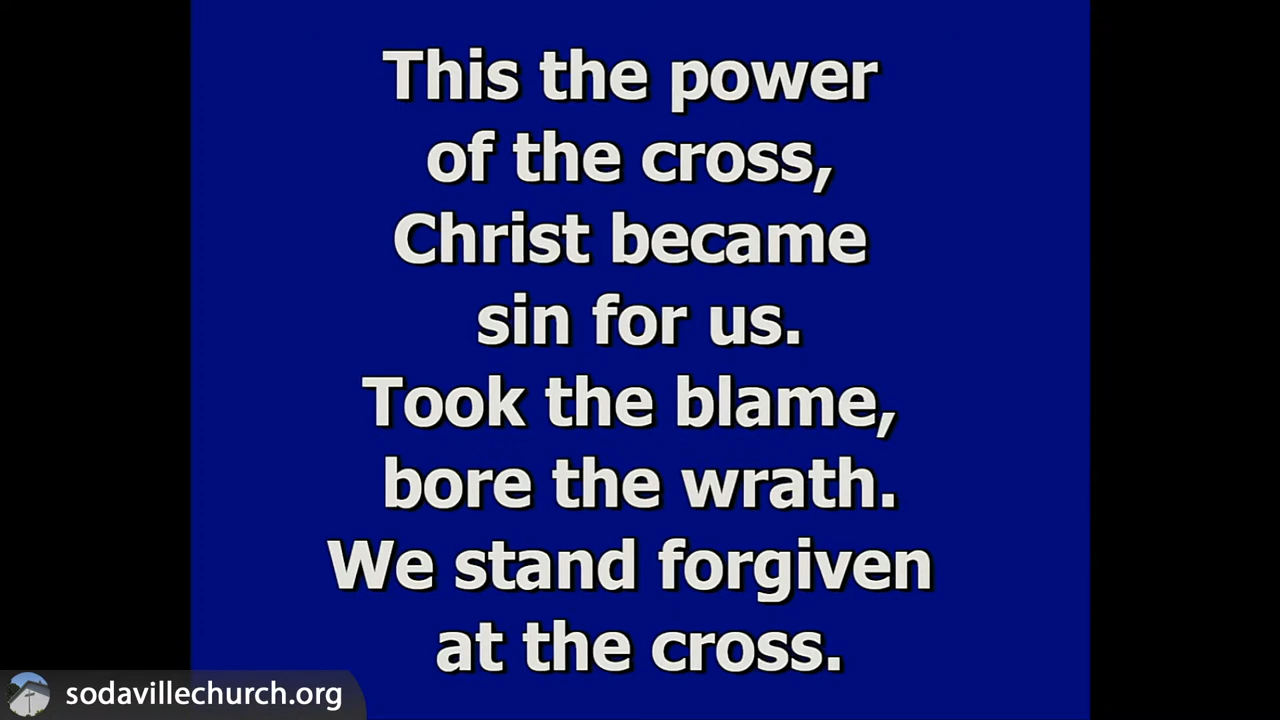 This the power
of the cross,
Christ became
sin for us.
Took the blame,
bore the wrath.
We stand forgiven
at the cross.
sodavillechurch.org